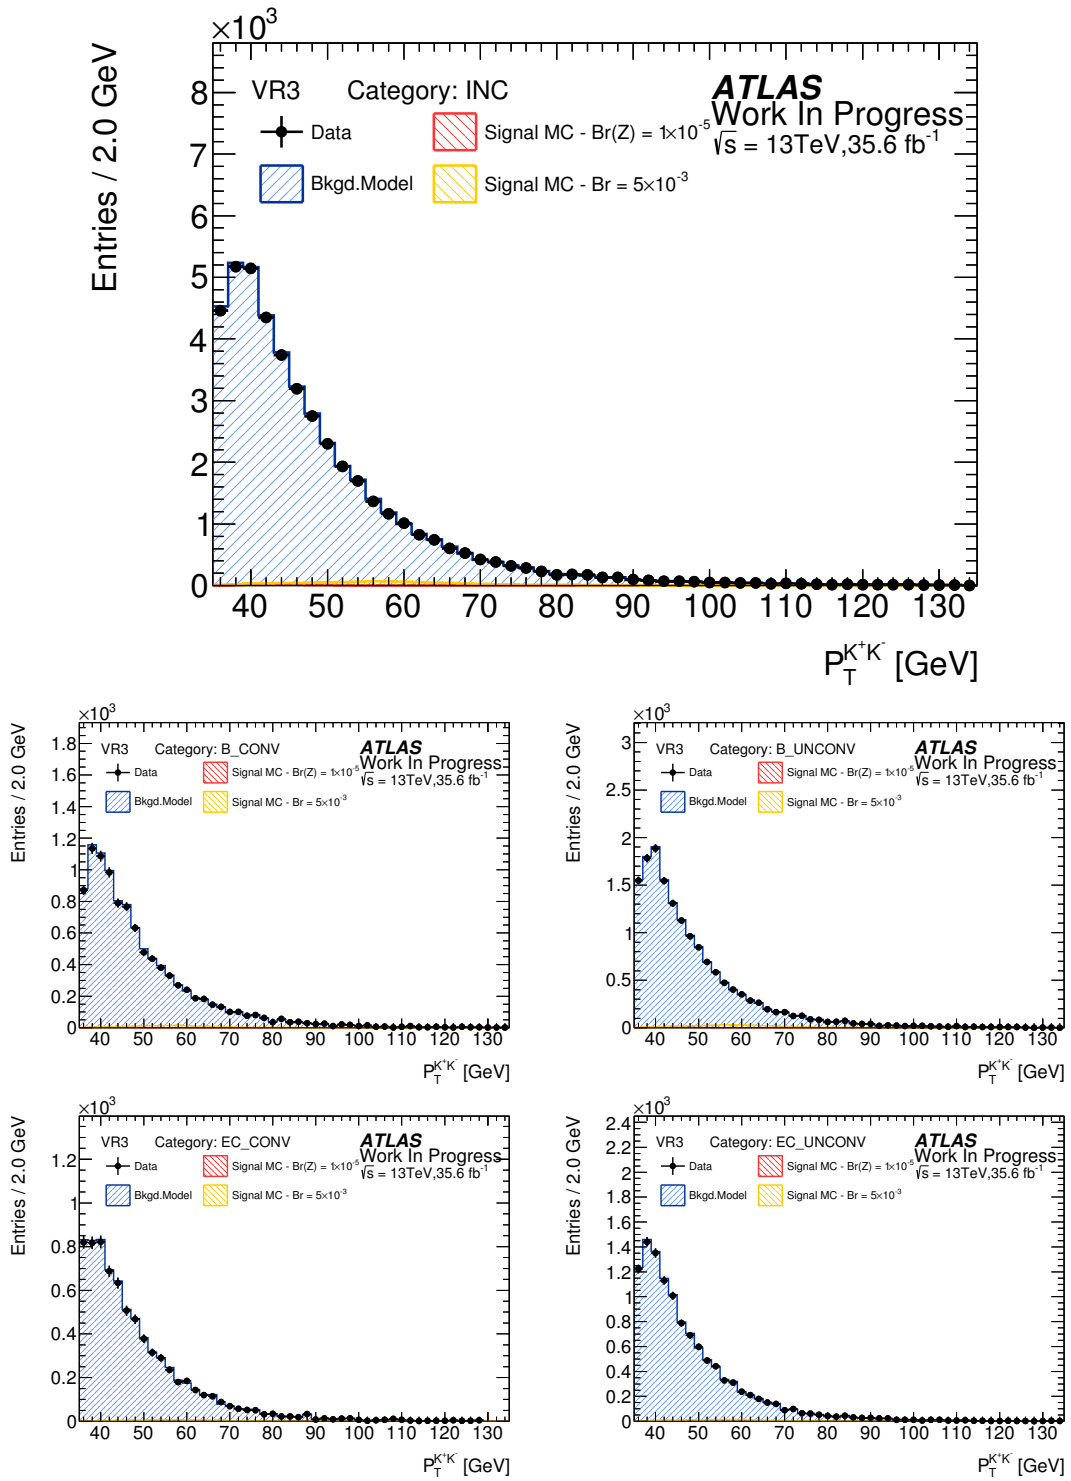 ×10³
Entries / 2.0 GeV
VR3 Category: INC
Data
Bkgd.Model
Signal MC - Br(Z) = 1×10⁻⁵
Signal MC - Br = 5×10⁻³
ATLAS
Work In Progress
√s = 13TeV,35.6 fb⁻¹
8
7
6
5
4
3
2
1
0
40 50 60 70 80 90 100 110 120 130
P_T^{K⁺K⁻} [GeV]
×10³
Entries / 2.0 GeV
VR3 Category: B_CONV
Data
Bkgd.Model
Signal MC - Br(Z) = 1×10⁻⁵
Signal MC - Br = 5×10⁻³
ATLAS
Work In Progress
√s = 13TeV,35.6 fb⁻¹
1.8
1.6
1.4
1.2
1
0.8
0.6
0.4
0.2
0
40 50 60 70 80 90 100 110 120 130
P_T^{K⁺K⁻} [GeV]
×10³
Entries / 2.0 GeV
VR3 Category: B_UNCONV
Data
Bkgd.Model
Signal MC - Br(Z) = 1×10⁻⁵
Signal MC - Br = 5×10⁻³
ATLAS
Work In Progress
√s = 13TeV,35.6 fb⁻¹
3
2.5
2
1.5
1
0.5
0
40 50 60 70 80 90 100 110 120 130
P_T^{K⁺K⁻} [GeV]
×10³
Entries / 2.0 GeV
VR3 Category: EC_CONV
Data
Bkgd.Model
Signal MC - Br(Z) = 1×10⁻⁵
Signal MC - Br = 5×10⁻³
ATLAS
Work In Progress
√s = 13TeV,35.6 fb⁻¹
1.2
1
0.8
0.6
0.4
0.2
0
40 50 60 70 80 90 100 110 120 130
P_T^{K⁺K⁻} [GeV]
×10³
Entries / 2.0 GeV
VR3 Category: EC_UNCONV
Data
Bkgd.Model
Signal MC - Br(Z) = 1×10⁻⁵
Signal MC - Br = 5×10⁻³
ATLAS
Work In Progress
√s = 13TeV,35.6 fb⁻¹
2.4
2.2
2
1.8
1.6
1.4
1.2
1
0.8
0.6
0.4
0.2
0
40 50 60 70 80 90 100 110 120 130
P_T^{K⁺K⁻} [GeV]